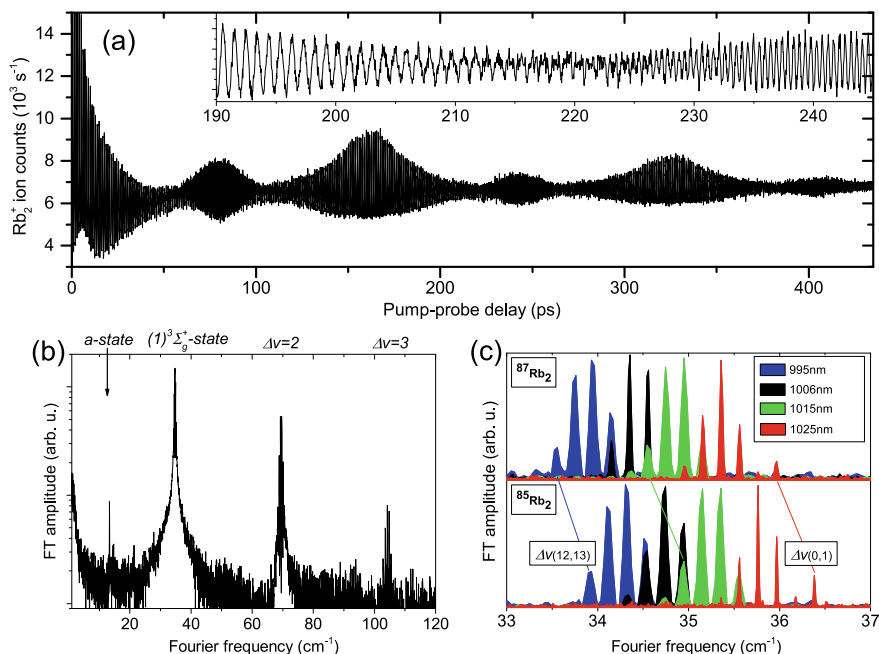 (a)
14
12
10
8
6
4
Rb₂⁺ ion counts (10³ s⁻¹)
190 200 210 220 230 240
0 100 200 300 400
Pump-probe delay (ps)
a-state (1)³Σg⁺-state Δv=2 Δv=3
(b)
FT amplitude (arb. u.)
20 40 60 80 100 120
Fourier frequency (cm⁻¹)
(c)
⁸⁷Rb₂
995nm
1006nm
1015nm
1025nm
⁸⁵Rb₂
Δv(12,13)
Δv(0,1)
FT amplitude (arb. u.)
33 34 35 36 37
Fourier frequency (cm⁻¹)